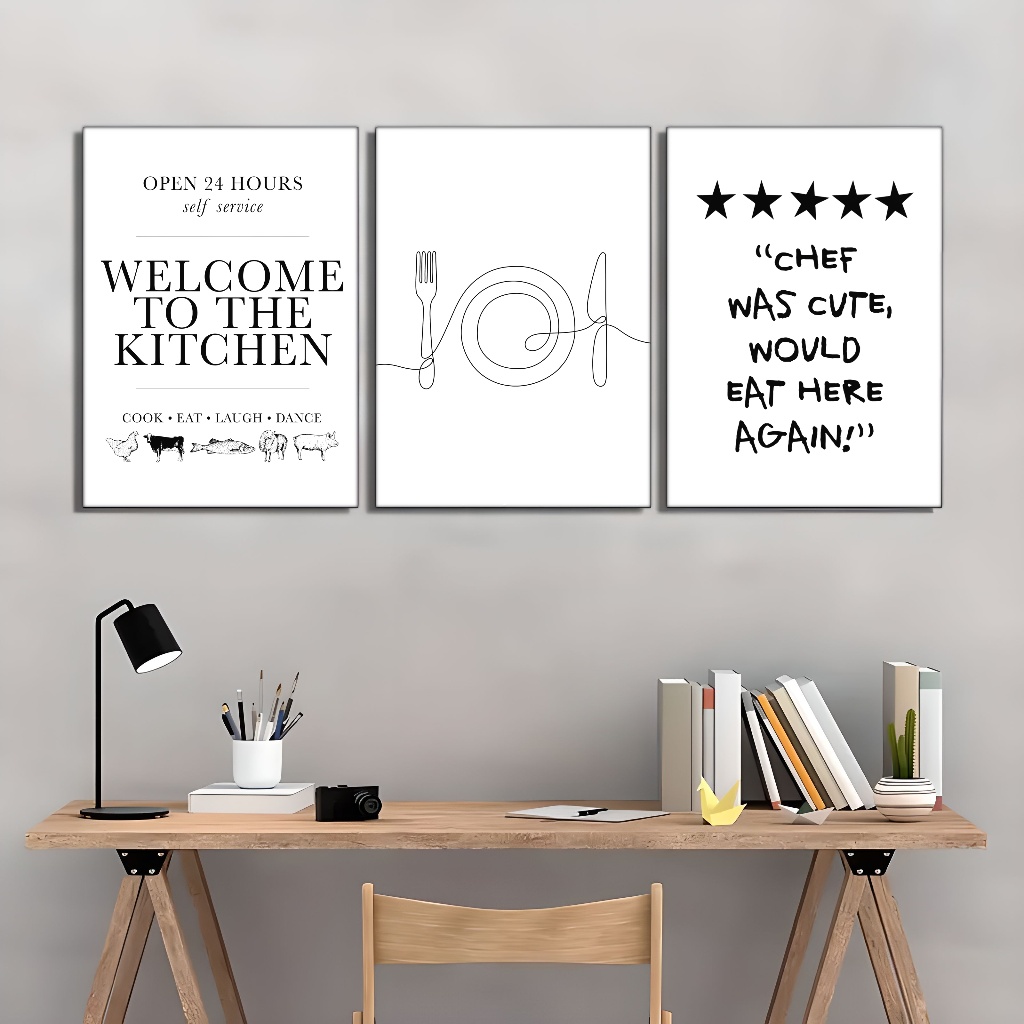 OPEN 24 HOURS
self service
WELCOME
TO THE
KITCHEN
COOK • EAT • LAUGH • DANCE
“CHEF
WAS CUTE,
WOULD
EAT HERE
AGAIN!”